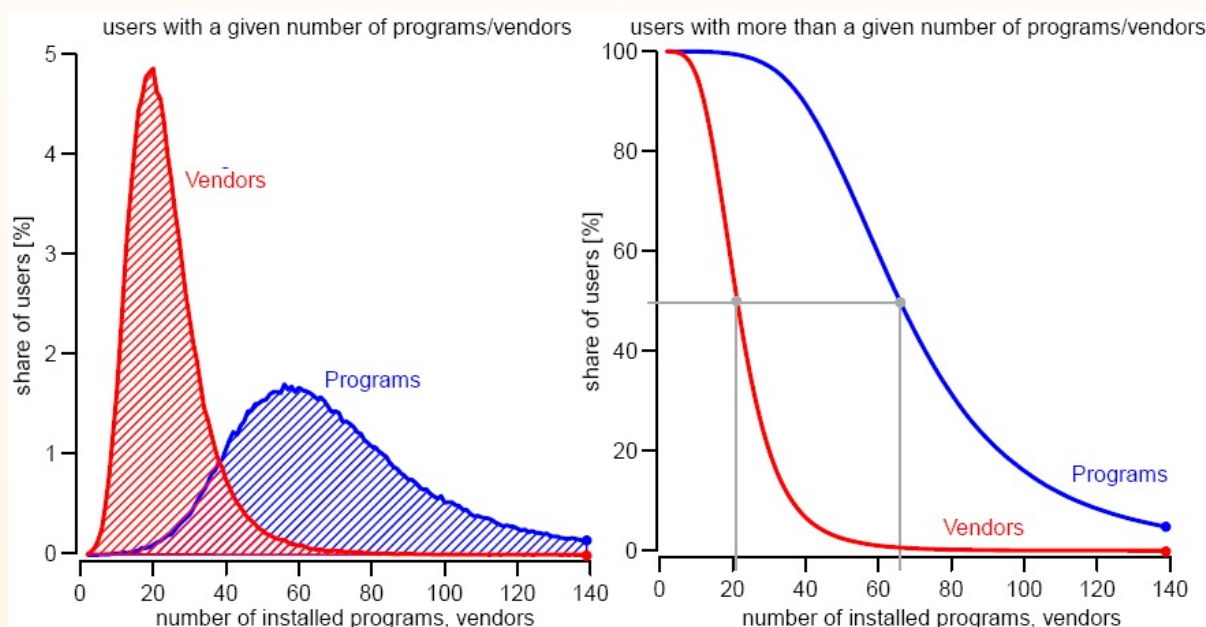 users with a given number of programs/vendors
5
4
3
2
1
0
share of users [%]
Vendors
Programs
0 20 40 60 80 100 120 140
number of installed programs, vendors
users with more than a given number of programs/vendors
100
80
60
40
20
0
share of users [%]
Programs
Vendors
0 20 40 60 80 100 120 140
number of installed programs, vendors